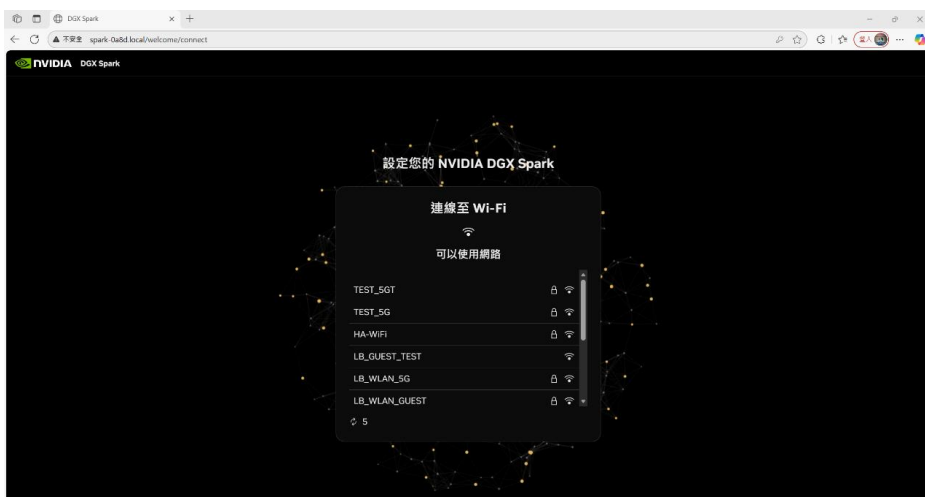 DGX Spark
不安全 spark-0a8d.local/welcome/connect
NVIDIA DGX Spark
設定您的 NVIDIA DGX Spark
連線至 Wi-Fi
可以使用網路
TEST_5GT
TEST_5G
HA-WiFi
LB_GUEST_TEST
LB_WLAN_5G
LB_WLAN_GUEST
5